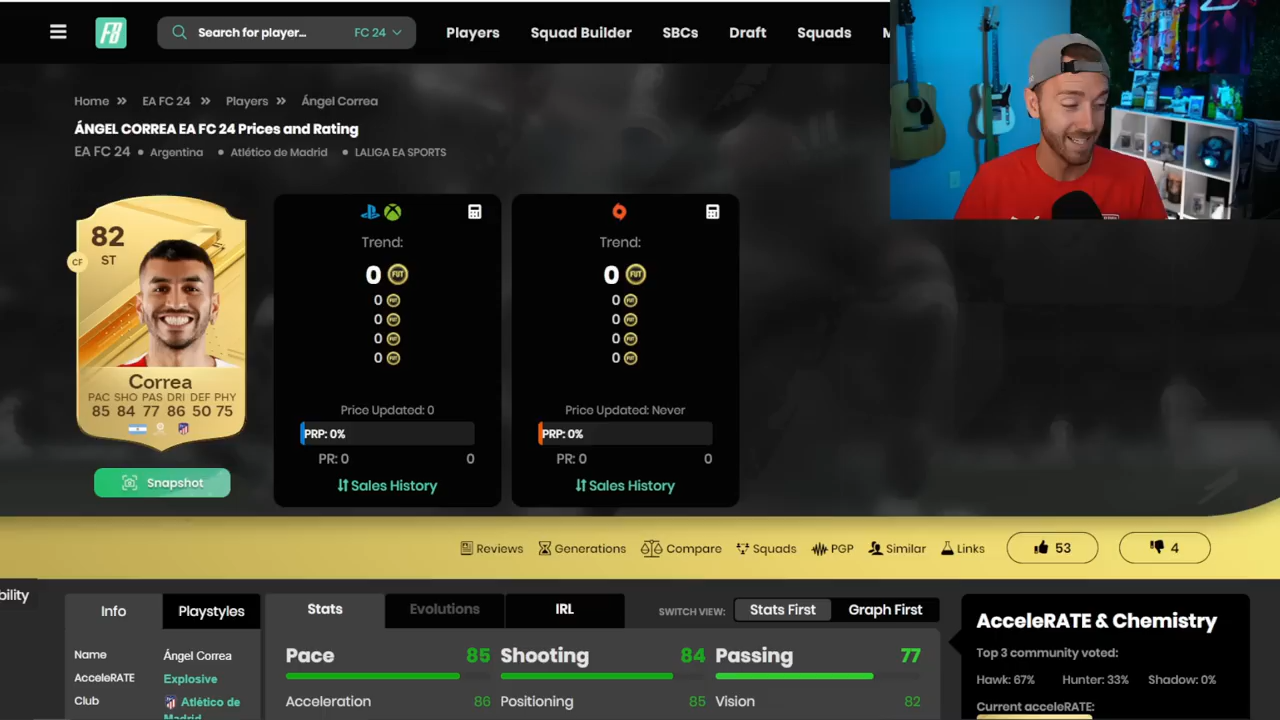 FB
Search for player...
FC 24
Players
Squad Builder
SBCs
Draft
Squads
Home >> EA FC 24 >> Players >> Ángel Correa
ÁNGEL CORREA EA FC 24 Prices and Rating
EA FC 24 • Argentina • Atlético de Madrid • LALIGA EA SPORTS
82
ST
CF
Correa
PAC SHO PAS DRI DEF PHY
85 84 77 86 50 75
Snapshot
Trend:
0 FUT
0
0
0
0
Price Updated: 0
PRP: 0%
PR: 0 0
Sales History
Trend:
0 FUT
0
0
0
0
Price Updated: Never
PRP: 0%
PR: 0 0
Sales History
Reviews
Generations
Compare
Squads
PGP
Similar
Links
53
4
bility
Info
Playstyles
Name Ángel Correa
AcceleRATE Explosive
Club Atlético de
Madrid
Stats
Evolutions
IRL
SWITCH VIEW:
Stats First
Graph First
Pace 85
Acceleration 86
Shooting 84
Positioning 85
Passing 77
Vision 82
AcceleRATE & Chemistry
Top 3 community voted:
Hawk: 67% Hunter: 33% Shadow: 0%
Current acceleRATE: